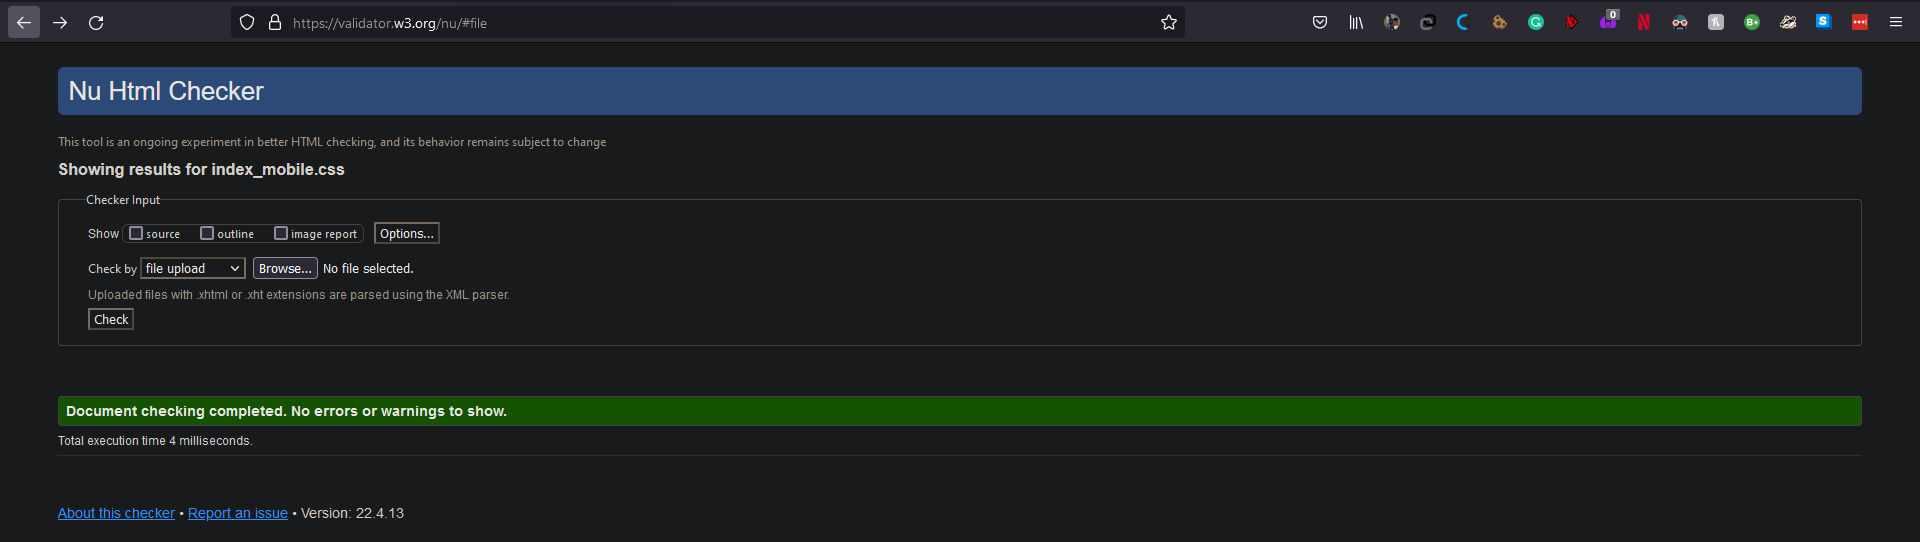 https://validator.w3.org/nu/#file
0
B+
S
Nu Html Checker
This tool is an ongoing experiment in better HTML checking, and its behavior remains subject to change
Showing results for index_mobile.css
Checker Input
Show source outline image report Options...
Check by file upload Browse... No file selected.
Uploaded files with .xhtml or .xht extensions are parsed using the XML parser.
Check
Document checking completed. No errors or warnings to show.
Total execution time 4 milliseconds.
About this checker • Report an issue • Version: 22.4.13